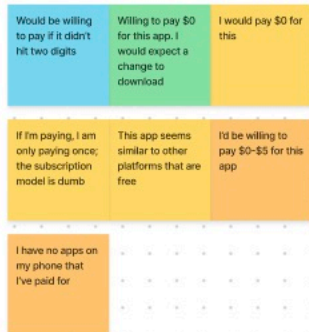 Would be willing
to pay if it didn't
hit two digits
Willing to pay $0
for this app. I
would expect a
change to
download
I would pay $0 for
this
If I'm paying, I am
only paying once;
the subscription
model is dumb
This app seems
similar to other
platforms that are
free
I'd be willing to
pay $0-$5 for this
app
I have no apps on
my phone that
I've paid for